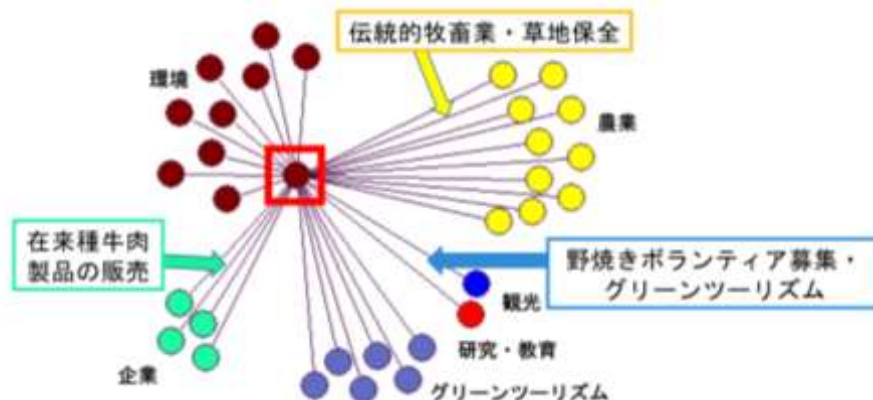 伝統的牧畜業・草地保全
環境
農業
在来種牛肉
製品の販売
野焼きボランティア募集・
グリーンツーリズム
観光
研究・教育
企業
グリーンツーリズム